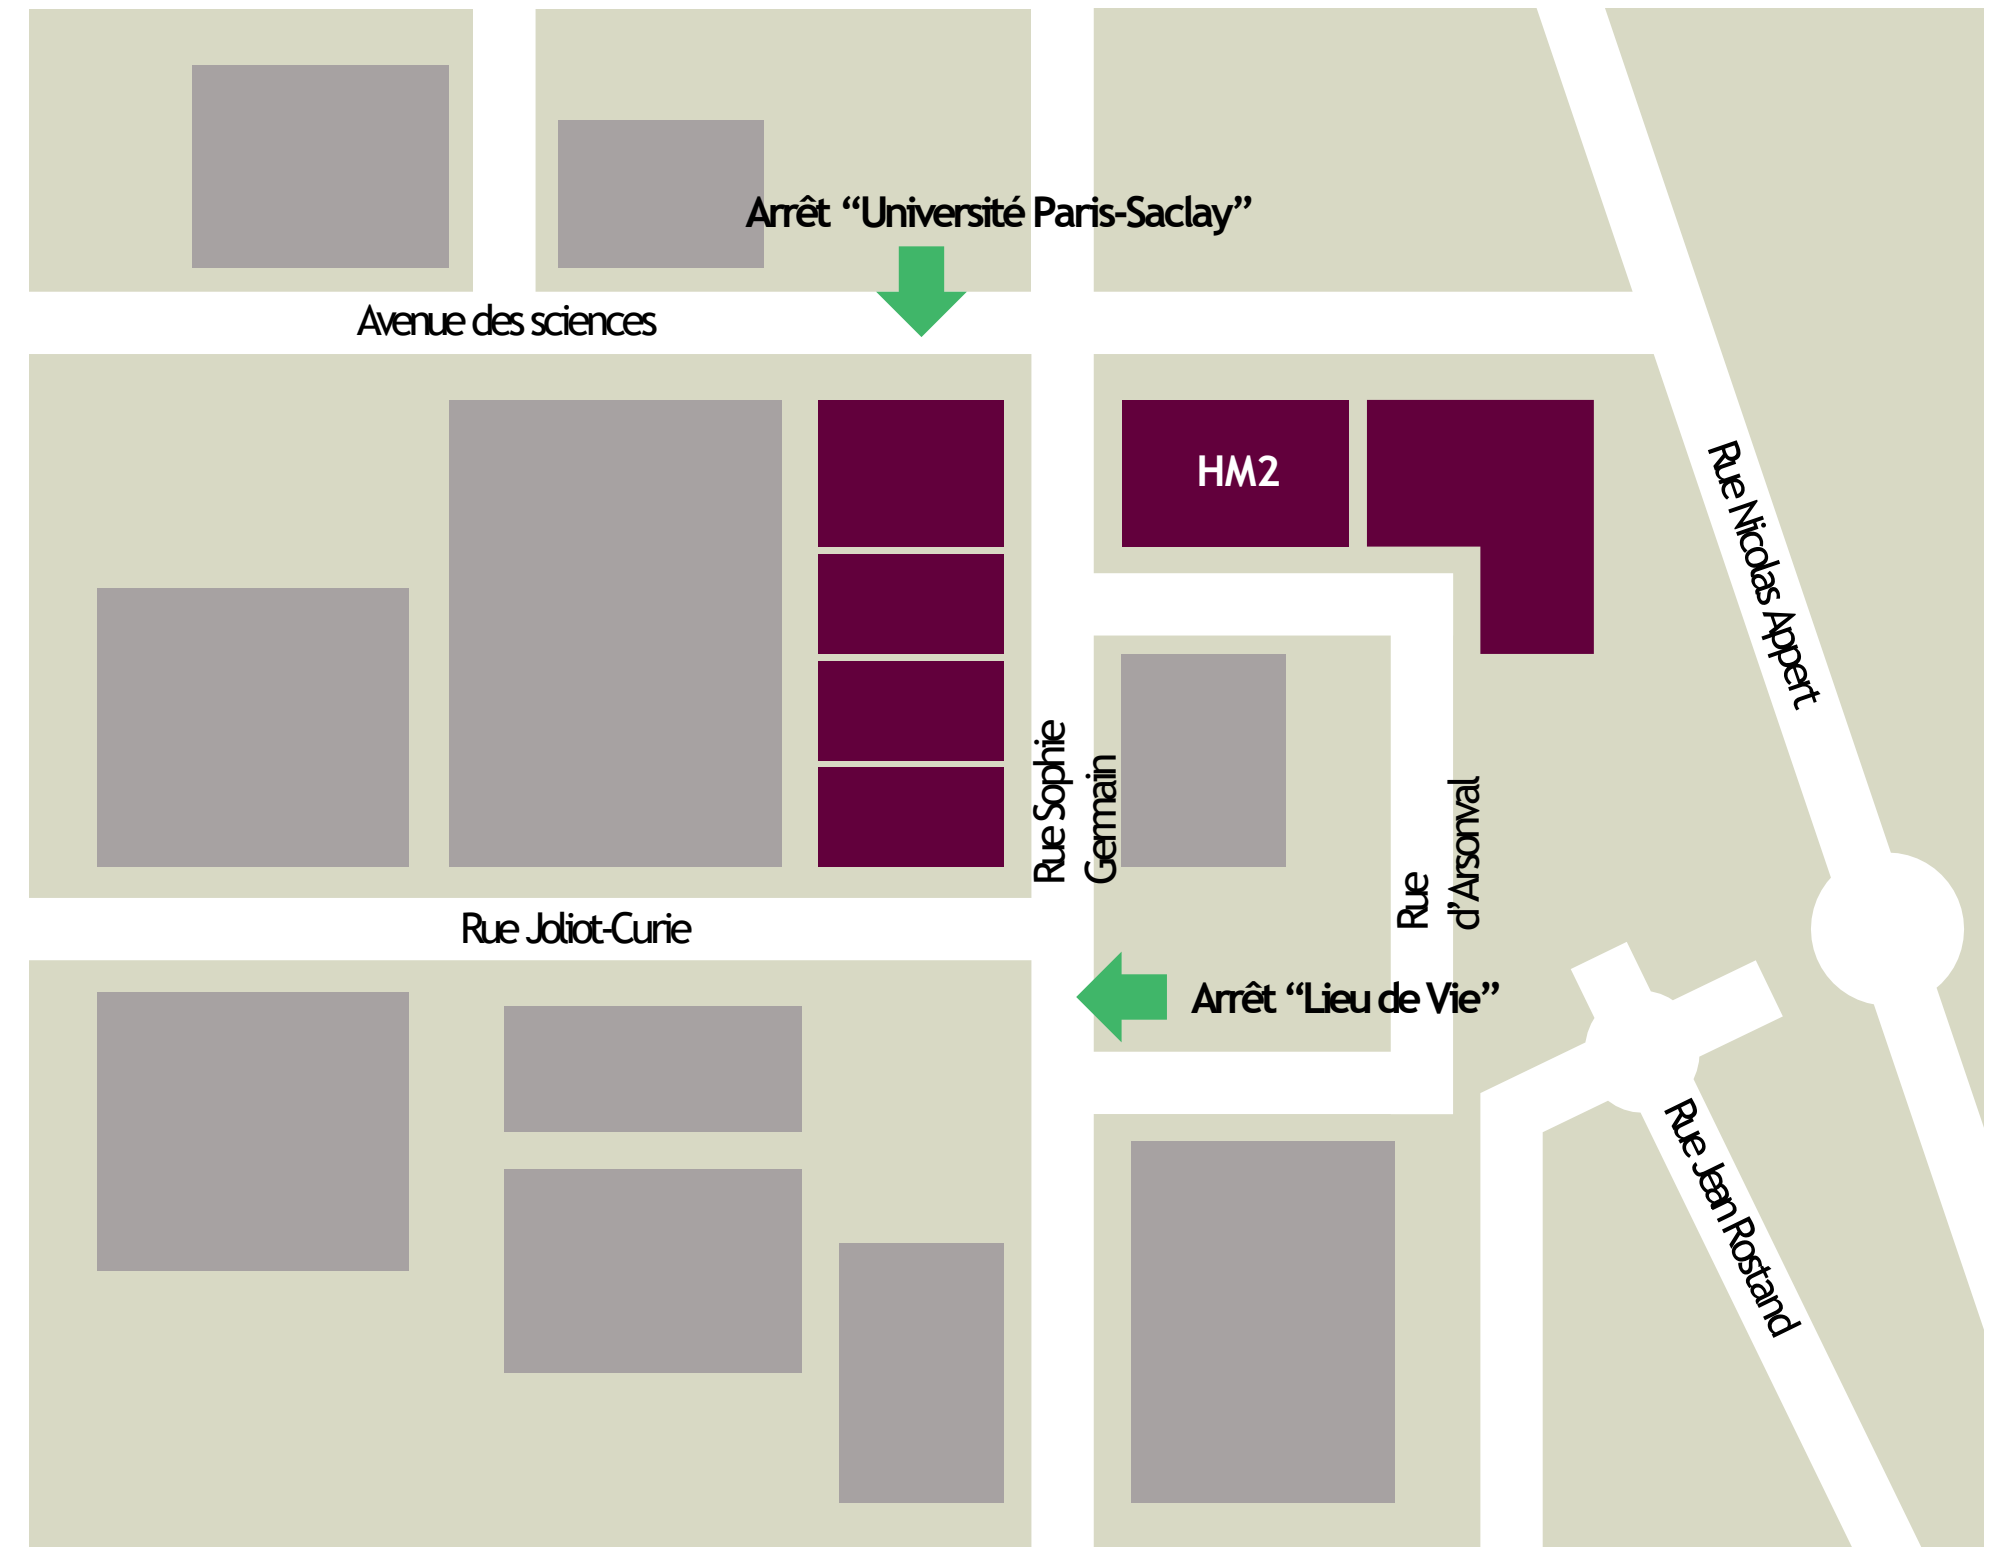 Arrêt “Université Paris-Saclay”
Avenue des sciences
HM2
Rue Nicolas Appert
Rue Sophie
Germain
Rue
d’Arsonval
Rue Joliot-Curie
Arrêt “Lieu de Vie”
Rue Jean Rostand